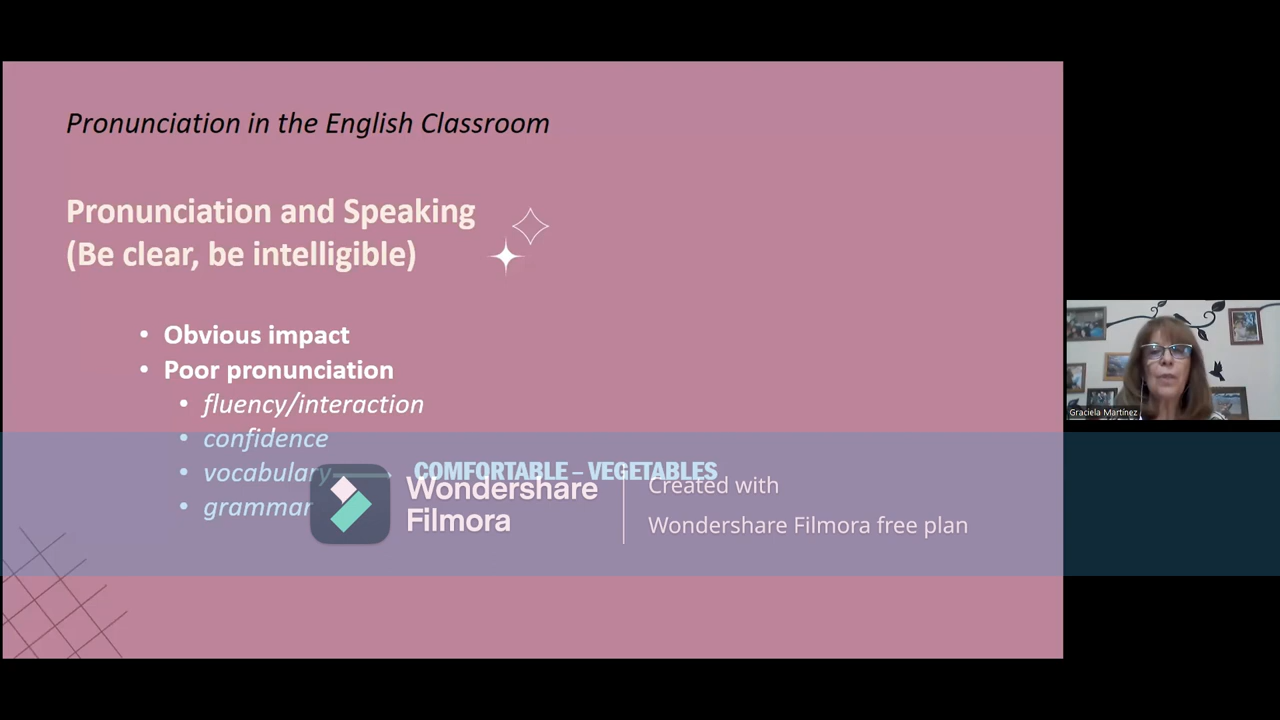 Pronunciation in the English Classroom
Pronunciation and Speaking
(Be clear, be intelligible)
• Obvious impact
• Poor pronunciation
• fluency/interaction
• confidence
• vocabulary
COMFORTABLE – VEGETABLES
• grammar
Wondershare
Filmora
Created with
Wondershare Filmora free plan
Graciela Martínez